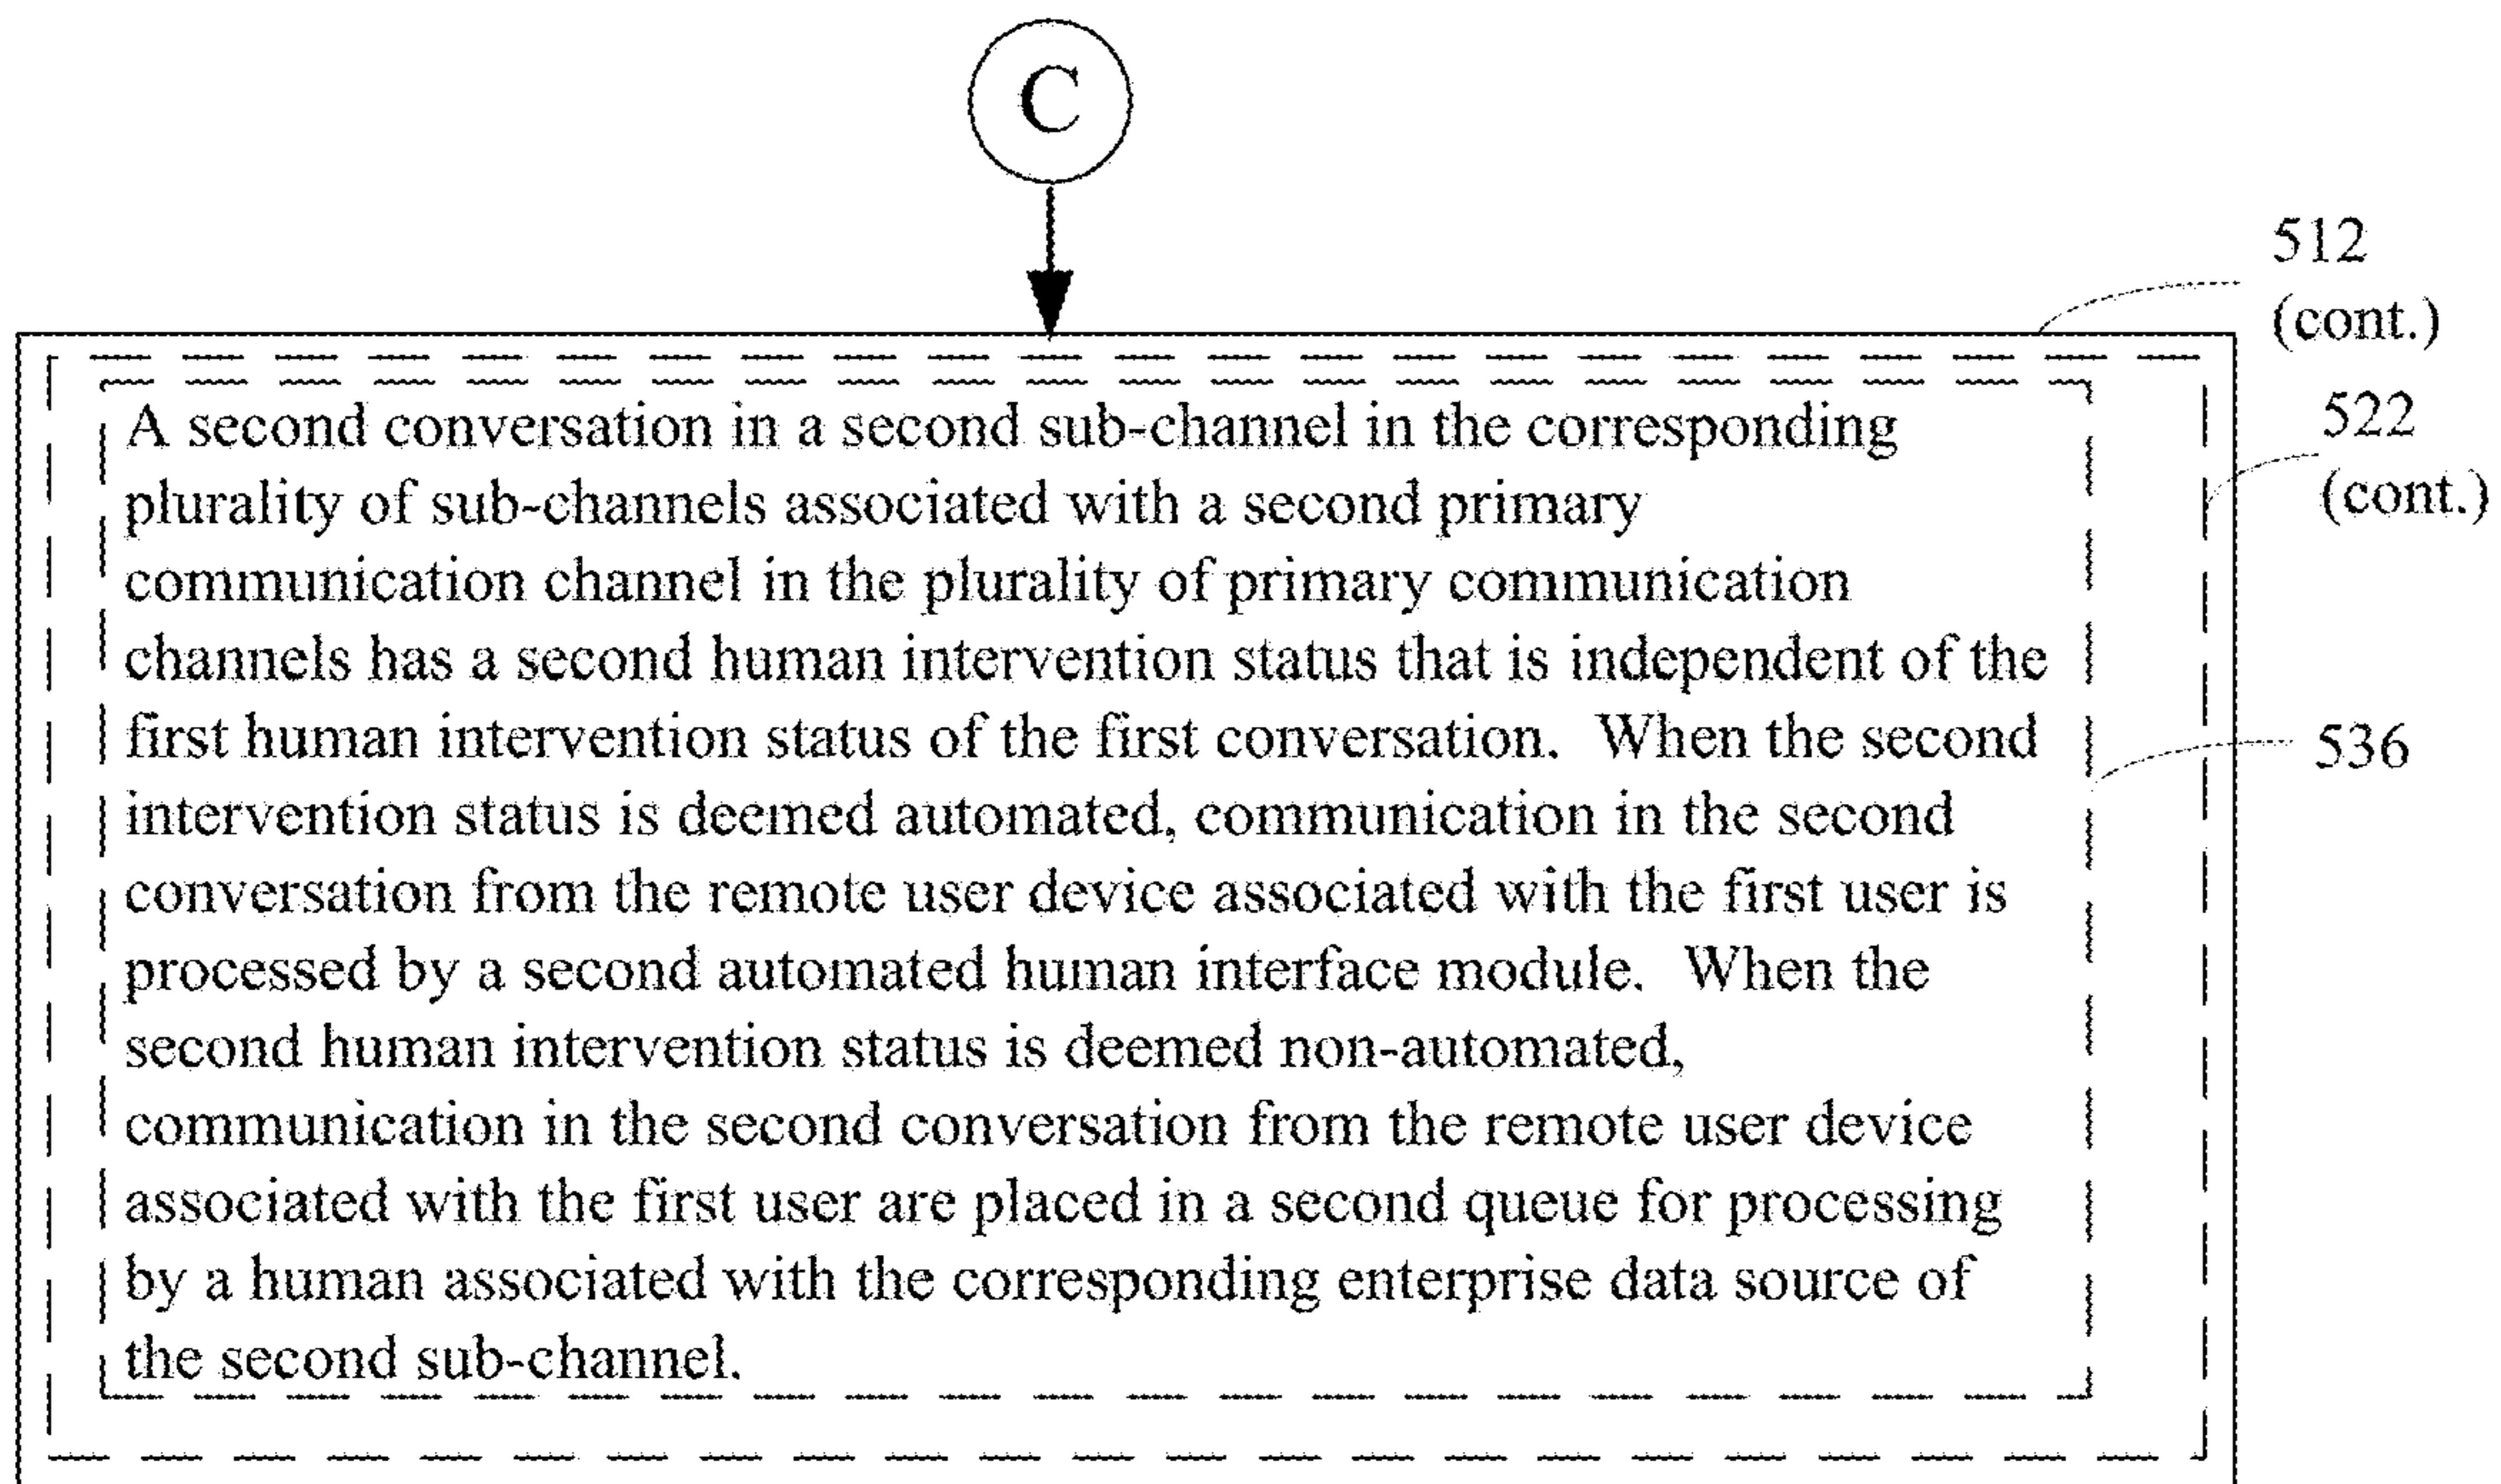 C
512
(cont.)
522
(cont.)
A second conversation in a second sub-channel in the corresponding
plurality of sub-channels associated with a second primary
communication channel in the plurality of primary communication
channels has a second human intervention status that is independent of the
first human intervention status of the first conversation.  When the second
intervention status is deemed automated, communication in the second
conversation from the remote user device associated with the first user is
processed by a second automated human interface module.  When the
second human intervention status is deemed non-automated,
communication in the second conversation from the remote user device
associated with the first user are placed in a second queue for processing
by a human associated with the corresponding enterprise data source of
the second sub-channel.
536